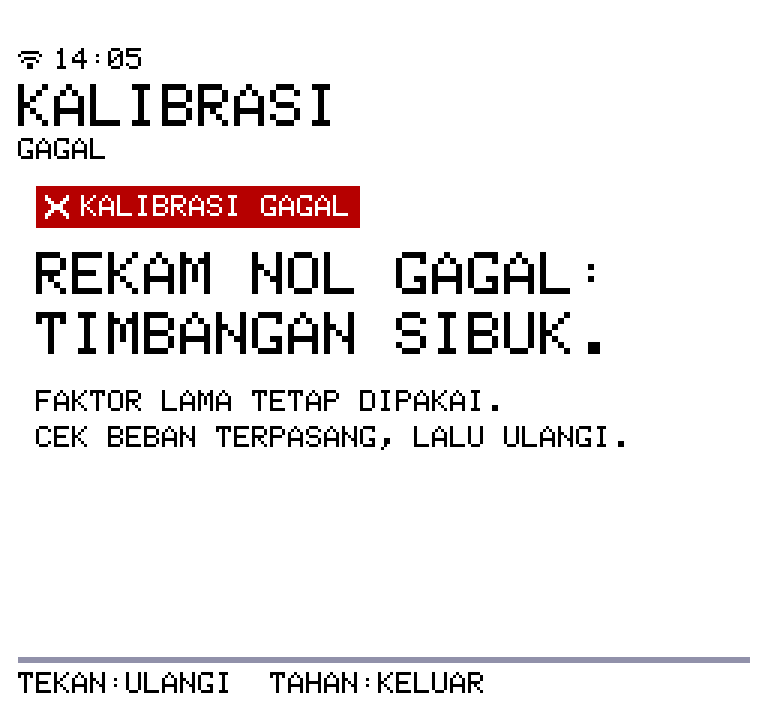 14:05
KALIBRASI
GAGAL
KALIBRASI GAGAL
REKAM NOL GAGAL:
TIMBANGAN SIBUK.
FAKTOR LAMA TETAP DIPAKAI.
CEK BEBAN TERPASANG, LALU ULANGI.
TEKAN:ULANGI TAHAN:KELUAR